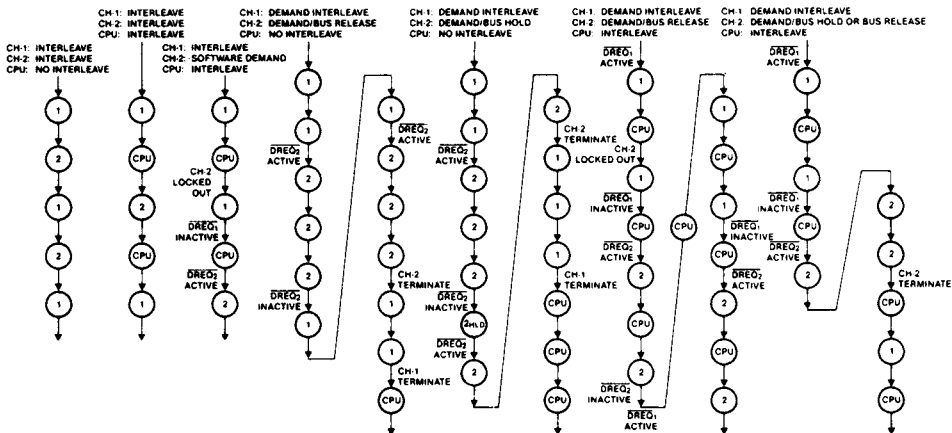 CH-1: INTERLEAVE
CH-2: INTERLEAVE
CPU: NO INTERLEAVE
1
2
1
2
1
CH-1: INTERLEAVE
CH-2: INTERLEAVE
CPU: INTERLEAVE
1
CPU
2
CPU
1
CH-1: INTERLEAVE
CH-2: SOFTWARE DEMAND
CPU: INTERLEAVE
1
CPU
CH-2
LOCKED
OUT
1
DREQ1
INACTIVE
CPU
DREQ2
ACTIVE
2
CH-1: DEMAND INTERLEAVE
CH-2: DEMAND/BUS RELEASE
CPU: NO INTERLEAVE
1
1
DREQ2
ACTIVE
2
2
2
DREQ2
INACTIVE
1
1
DREQ2
ACTIVE
2
2
2
CH-2
TERMINATE
1
1
CH-1
TERMINATE
CPU
CH-1: DEMAND INTERLEAVE
CH-2: DEMAND/BUS HOLD
CPU: NO INTERLEAVE
1
1
DREQ2
ACTIVE
2
2
2
DREQ2
INACTIVE
2HLD
DREQ2
ACTIVE
2
2
CH-2
TERMINATE
1
1
1
CH-1
TERMINATE
CPU
CPU
CPU
CH-1: DEMAND INTERLEAVE
CH-2: DEMAND/BUS RELEASE
CPU: INTERLEAVE
DREQ1
ACTIVE
1
CPU
CH-2
LOCKED OUT
1
DREQ1
INACTIVE
CPU
DREQ2
ACTIVE
2
CPU
2
DREQ2
INACTIVE
DREQ1
ACTIVE
CPU
1
CPU
1
DREQ1
INACTIVE
CPU
DREQ2
ACTIVE
2
CPU
2
CH-1: DEMAND INTERLEAVE
CH-2: DEMAND/BUS HOLD OR BUS RELEASE
CPU: INTERLEAVE
DREQ1
ACTIVE
1
CPU
1
DREQ1
INACTIVE
CPU
DREQ2
ACTIVE
2
2
2
CH-2
TERMINATE
CPU
1
CPU